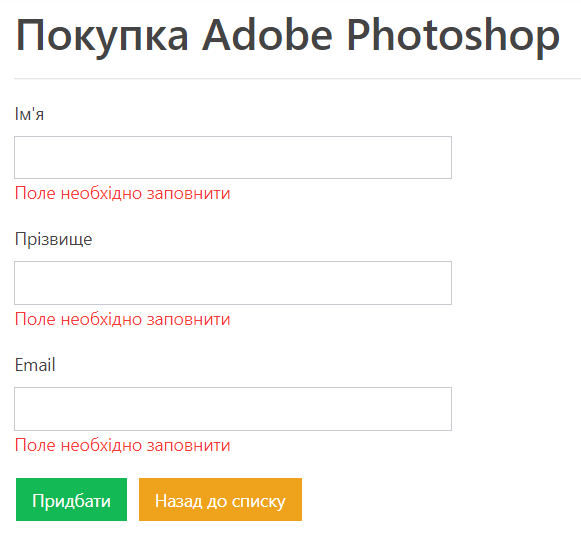 Покупка Adobe Photoshop
Ім'я
Поле необхідно заповнити
Прізвище
Поле необхідно заповнити
Email
Поле необхідно заповнити
Придбати
Назад до списку